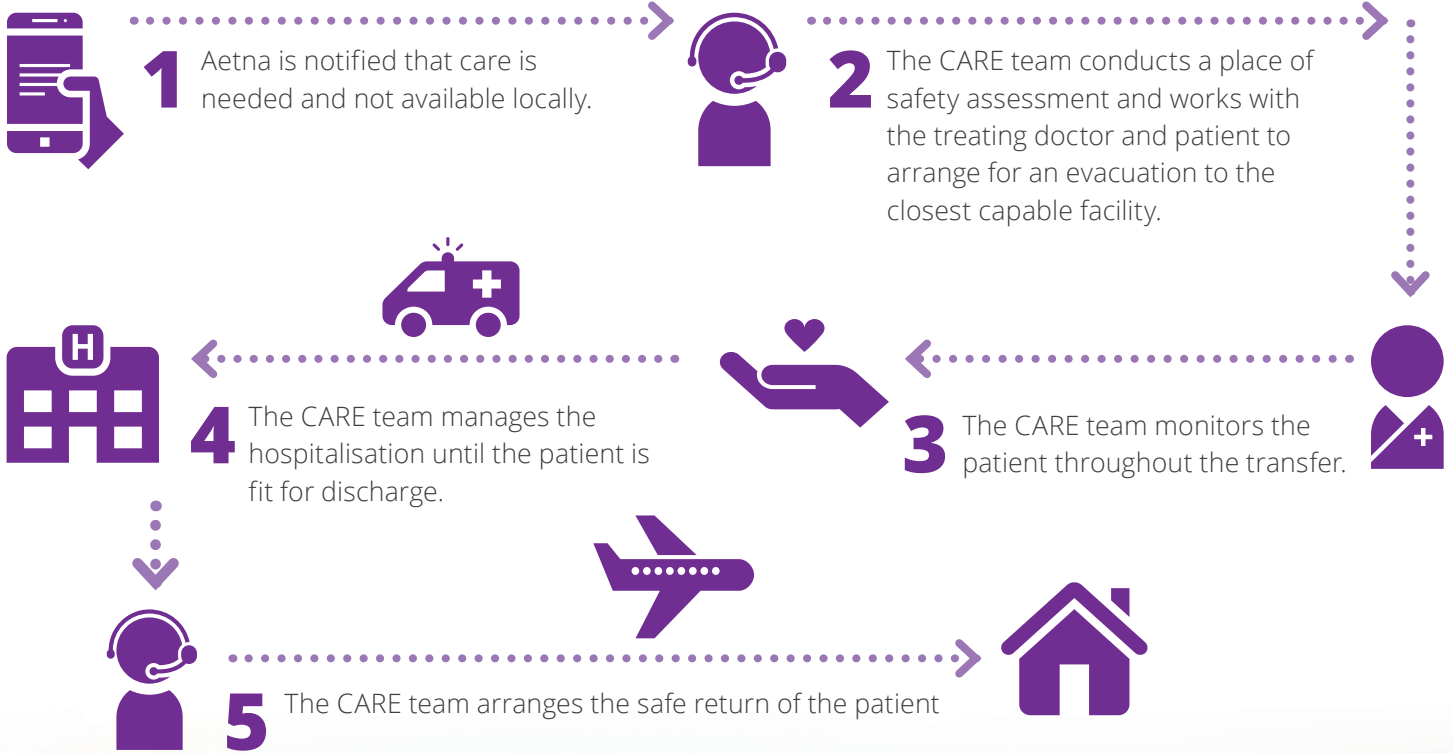 1
Aetna is notified that care is
needed and not available locally.
2
The CARE team conducts a place of
safety assessment and works with
the treating doctor and patient to
arrange for an evacuation to the
closest capable facility.
3
The CARE team monitors the
patient throughout the transfer.
H
4
The CARE team manages the
hospitalisation until the patient is
fit for discharge.
5
The CARE team arranges the safe return of the patient